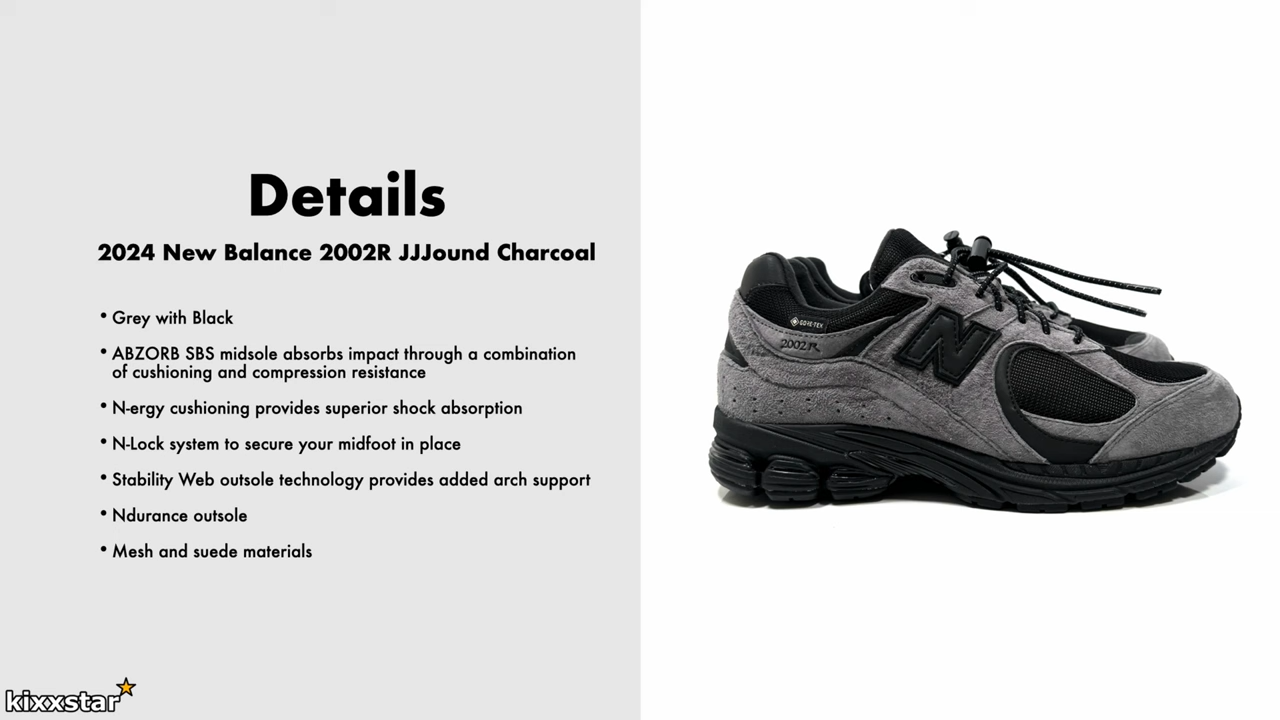 Details
2024 New Balance 2002R JJJound Charcoal
• Grey with Black
• ABZORB SBS midsole absorbs impact through a combination
of cushioning and compression resistance
• N-ergy cushioning provides superior shock absorption
• N-Lock system to secure your midfoot in place
• Stability Web outsole technology provides added arch support
• Ndurance outsole
• Mesh and suede materials
GORE-TEX
2002R
N
kixxstar